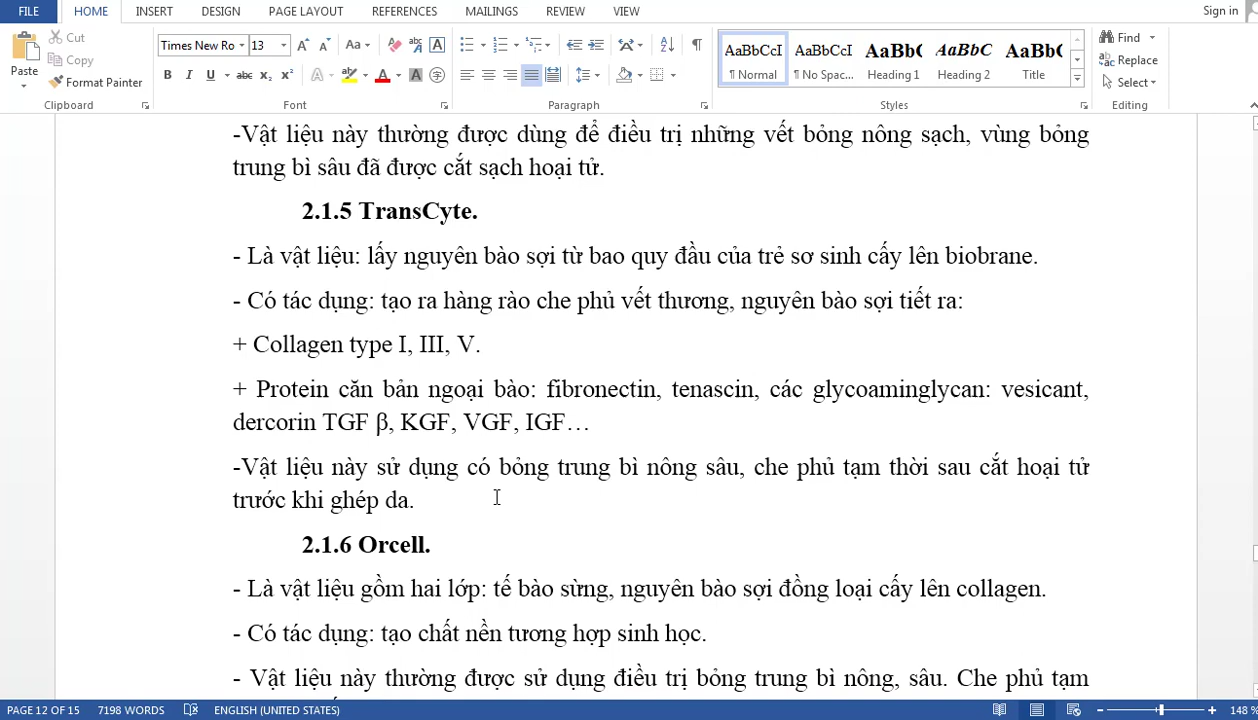 FILE HOME INSERT DESIGN PAGE LAYOUT REFERENCES MAILINGS REVIEW VIEW Sign in
Cut
Copy
Format Painter
Paste
Clipboard
Times New Ro 13
Font
Paragraph
AaBbCcI AaBbCcI AaBbC AaBbC AaBbC
¶ Normal ¶ No Spac... Heading 1 Heading 2 Title
Styles
Find
Replace
Select
Editing
-Vật liệu này thường được dùng để điều trị những vết bỏng nông sạch, vùng bỏng
trung bì sâu đã được cắt sạch hoại tử.
2.1.5 TransCyte.
- Là vật liệu: lấy nguyên bào sợi từ bao quy đầu của trẻ sơ sinh cấy lên biobrane.
- Có tác dụng: tạo ra hàng rào che phủ vết thương, nguyên bào sợi tiết ra:
+ Collagen type I, III, V.
+ Protein căn bản ngoại bào: fibronectin, tenascin, các glycoaminglycan: vesicant,
dercorin TGF β, KGF, VGF, IGF…
-Vật liệu này sử dụng có bỏng trung bì nông sâu, che phủ tạm thời sau cắt hoại tử
trước khi ghép da.
2.1.6 Orcell.
- Là vật liệu gồm hai lớp: tế bào sừng, nguyên bào sợi đồng loại cấy lên collagen.
- Có tác dụng: tạo chất nền tương hợp sinh học.
- Vật liệu này thường được sử dụng điều trị bỏng trung bì nông, sâu. Che phủ tạm
PAGE 12 OF 15 7198 WORDS ENGLISH (UNITED STATES) 148 %